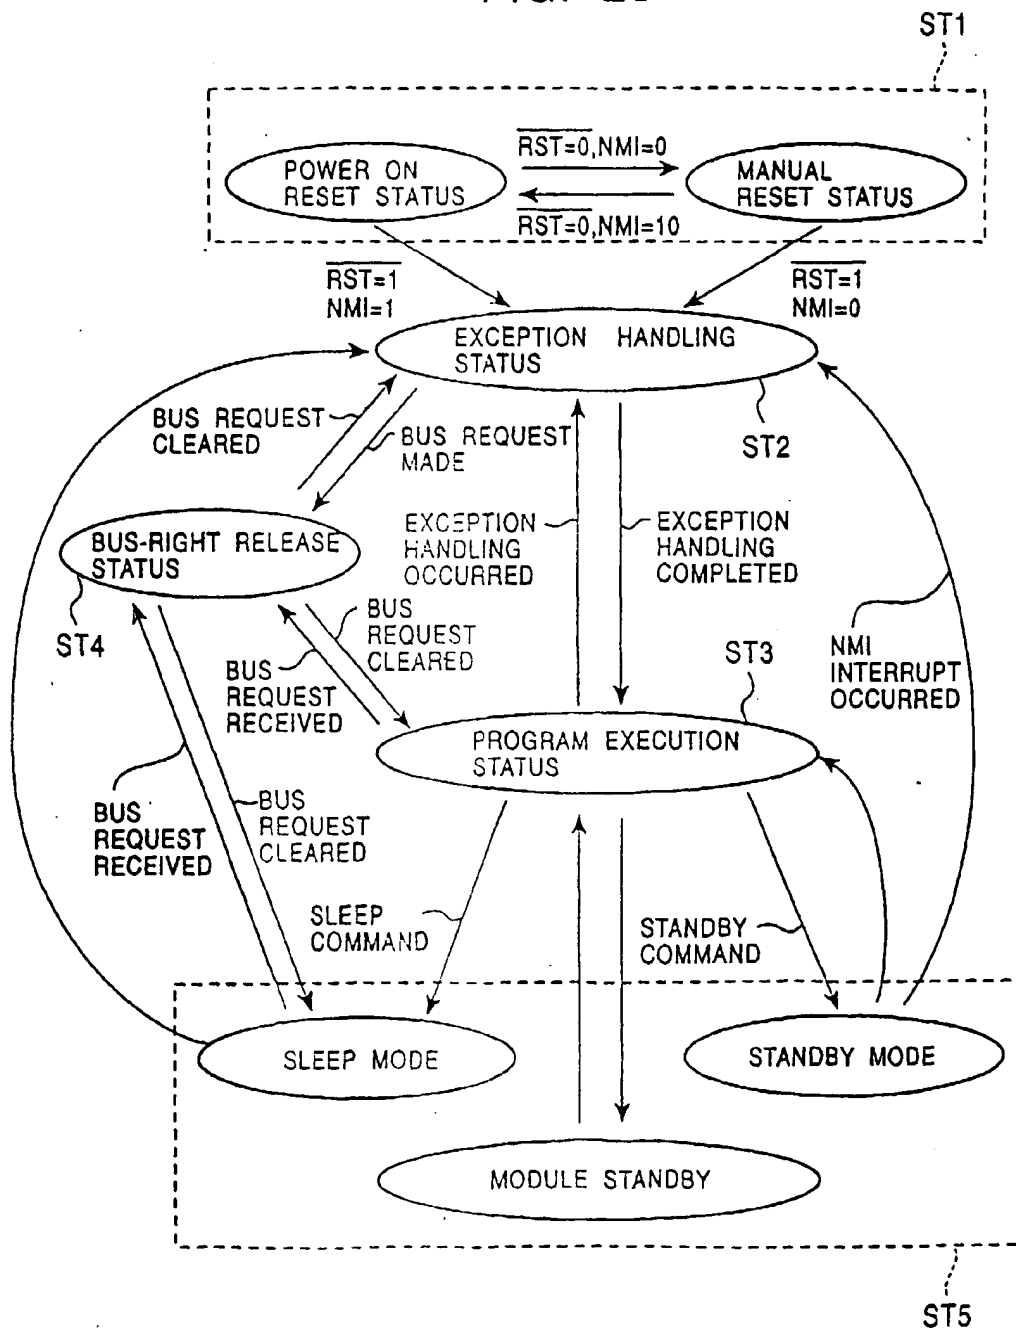 ST1
RST=0,NMI=0
POWER ON
RESET STATUS
MANUAL
RESET STATUS
RST=0,NMI=10
RST=1
NMI=1
RST=1
NMI=0
EXCEPTION HANDLING
STATUS
ST2
BUS REQUEST
CLEARED
BUS REQUEST
MADE
BUS-RIGHT RELEASE
STATUS
ST4
EXCEPTION
HANDLING
OCCURRED
EXCEPTION
HANDLING
COMPLETED
BUS
REQUEST
CLEARED
BUS
REQUEST
RECEIVED
ST3
NMI
INTERRUPT
OCCURRED
PROGRAM EXECUTION
STATUS
BUS
REQUEST
RECEIVED
BUS
REQUEST
CLEARED
SLEEP
COMMAND
STANDBY
COMMAND
SLEEP MODE
STANDBY MODE
MODULE STANDBY
ST5